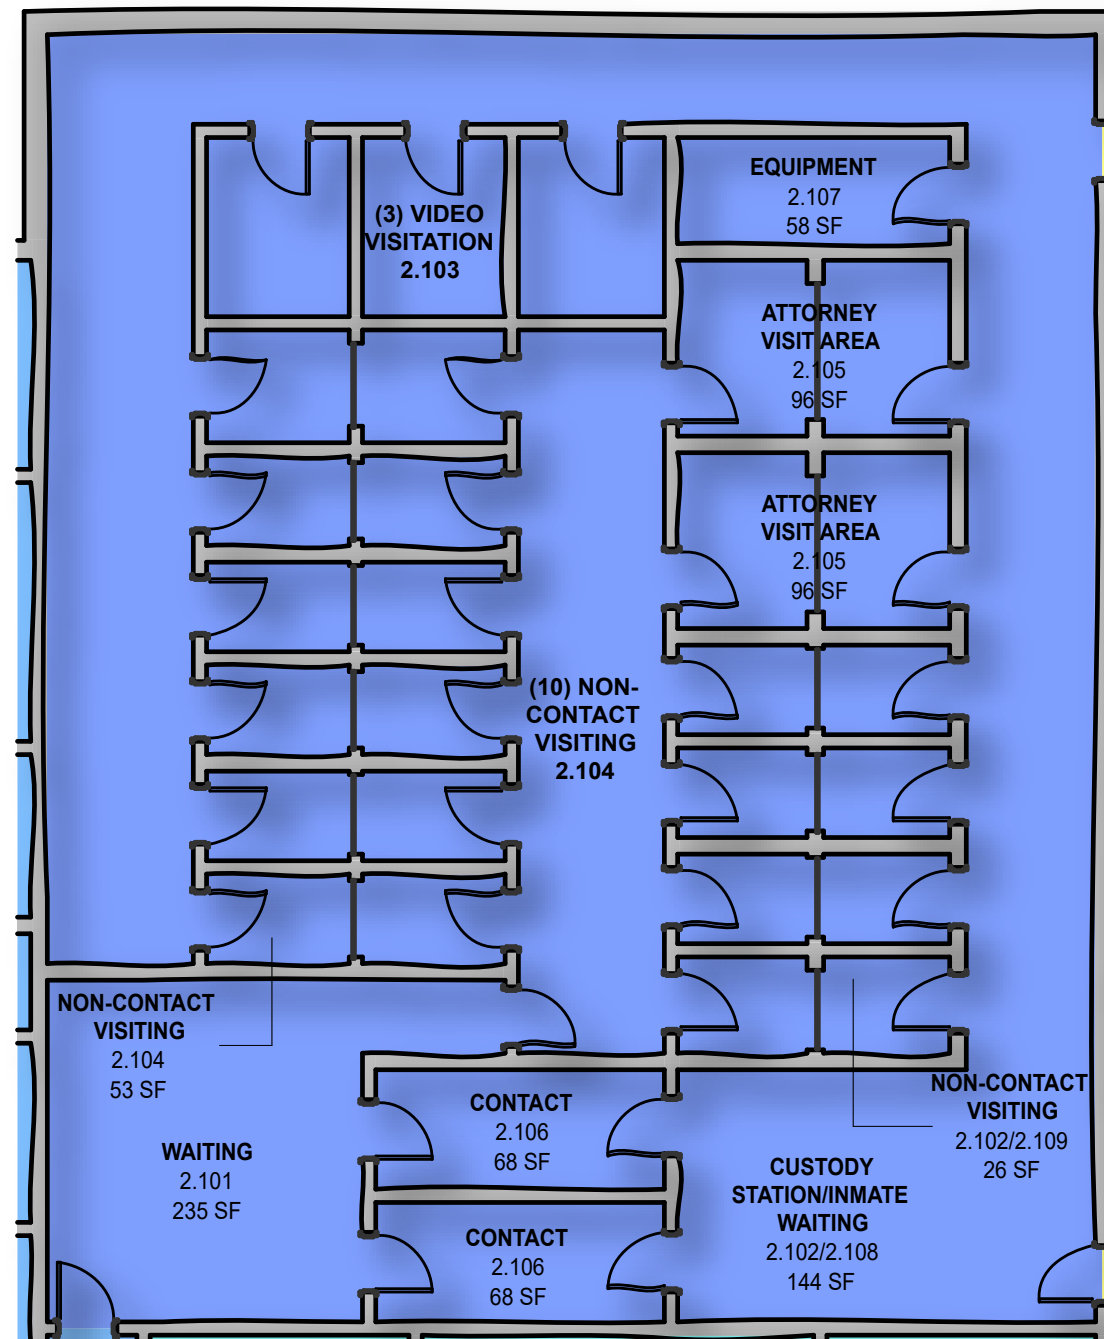 EQUIPMENT
2.107
58 SF
(3) VIDEO
VISITATION
2.103
ATTORNEY
VISIT AREA
2.105
96 SF
ATTORNEY
VISIT AREA
2.105
96 SF
(10) NON-
CONTACT
VISITING
2.104
NON-CONTACT
VISITING
2.104
53 SF
NON-CONTACT
VISITING
2.102/2.109
26 SF
CONTACT
2.106
68 SF
WAITING
2.101
235 SF
CUSTODY
STATION/INMATE
WAITING
2.102/2.108
144 SF
CONTACT
2.106
68 SF